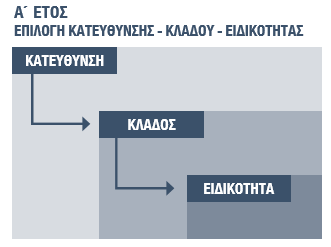 Α΄ ΕΤΟΣ
ΕΠΙΛΟΓΗ ΚΑΤΕΥΘΥΝΣΗΣ - ΚΛΑΔΟΥ - ΕΙΔΙΚΟΤΗΤΑΣ
ΚΑΤΕΥΘΥΝΣΗ
ΚΛΑΔΟΣ
ΕΙΔΙΚΟΤΗΤΑ